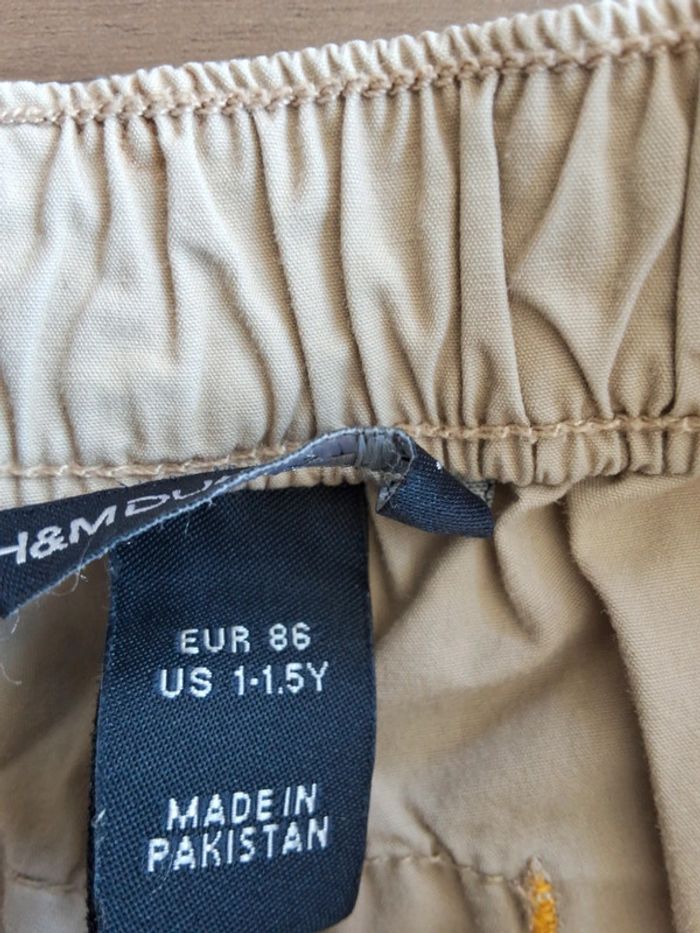 H&M
EUR 86
US 1-1.5Y
MADE IN
PAKISTAN